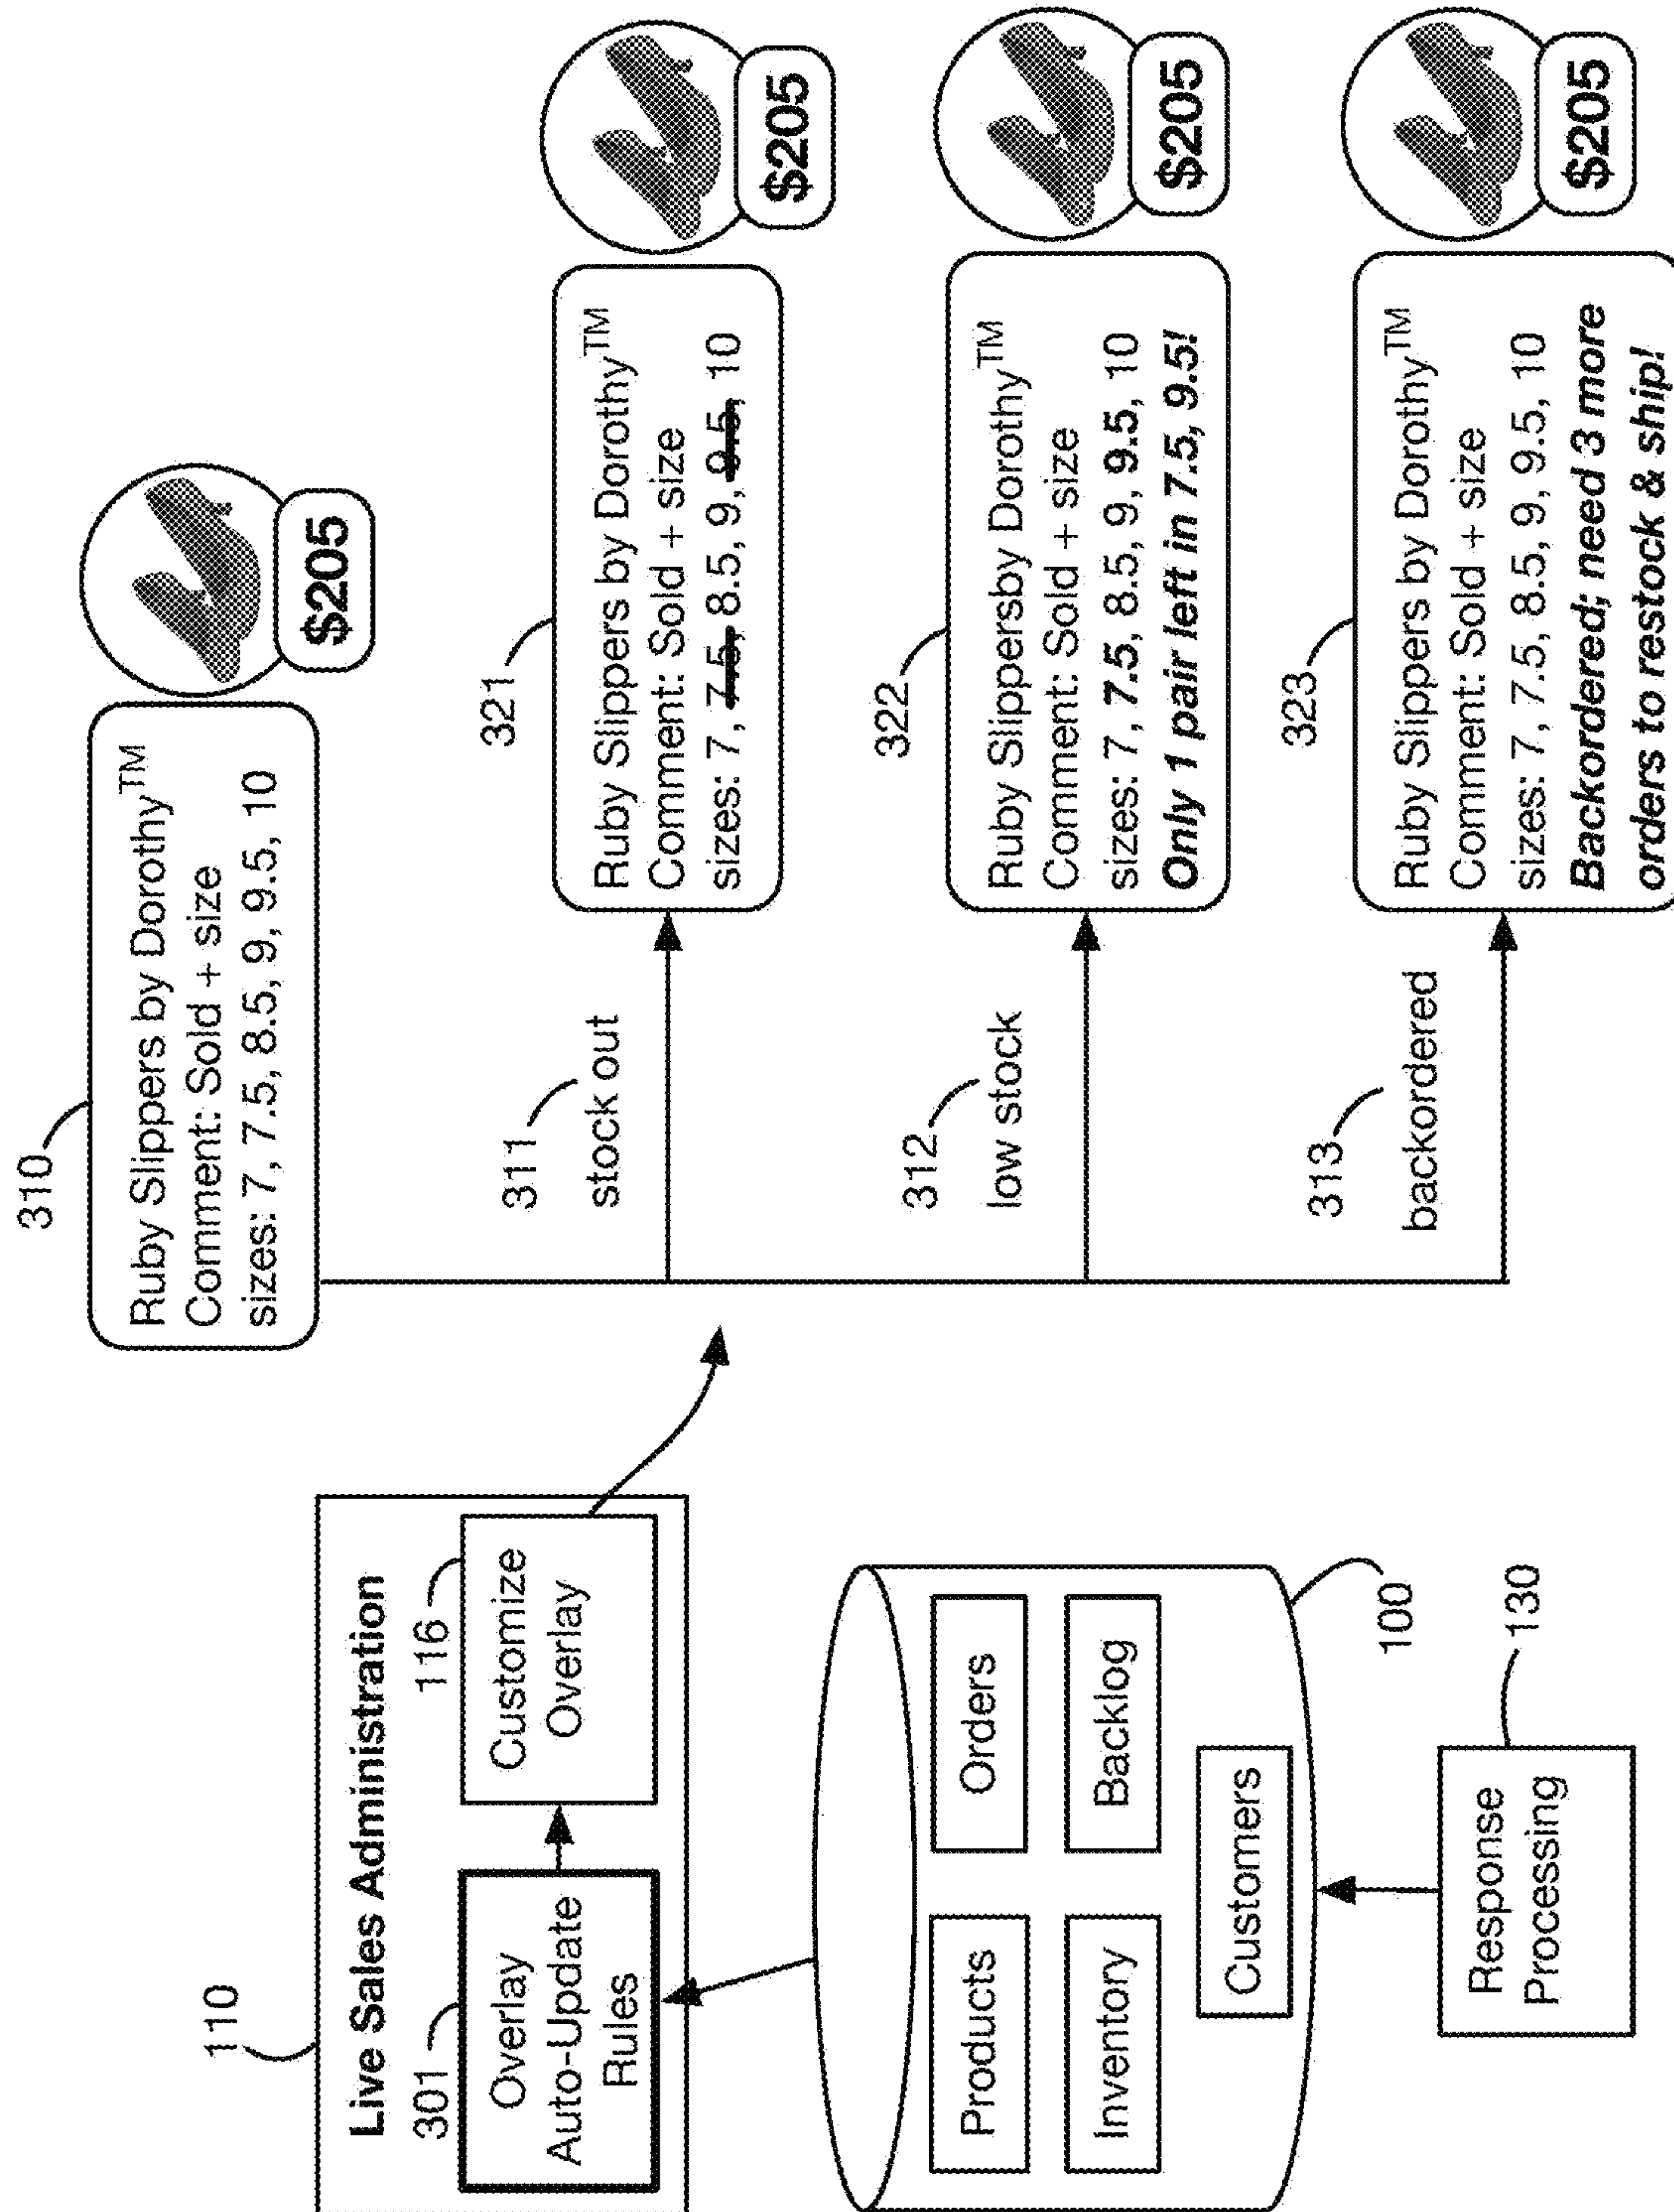 110
Live Sales Administration
301
Overlay
Auto-Update
Rules
116
Customize
Overlay
Products
Orders
Inventory
Backlog
Customers
100
Response
Processing
130
310
Ruby Slippers by Dorothy™
Comment: Sold + size
sizes: 7, 7.5, 8.5, 9, 9.5, 10
$205
311
stock out
321
Ruby Slippers by Dorothy™
Comment: Sold + size
sizes: 7, 7.5, 8.5, 9, 9.5, 10
$205
312
low stock
322
Ruby Slippersby Dorothy™
Comment: Sold + size
sizes: 7, 7.5, 8.5, 9, 9.5, 10
Only 1 pair left in 7.5, 9.5!
$205
313
backordered
323
Ruby Slippers by Dorothy™
Comment: Sold + size
sizes: 7, 7.5, 8.5, 9, 9.5, 10
Backordered; need 3 more
orders to restock & ship!
$205